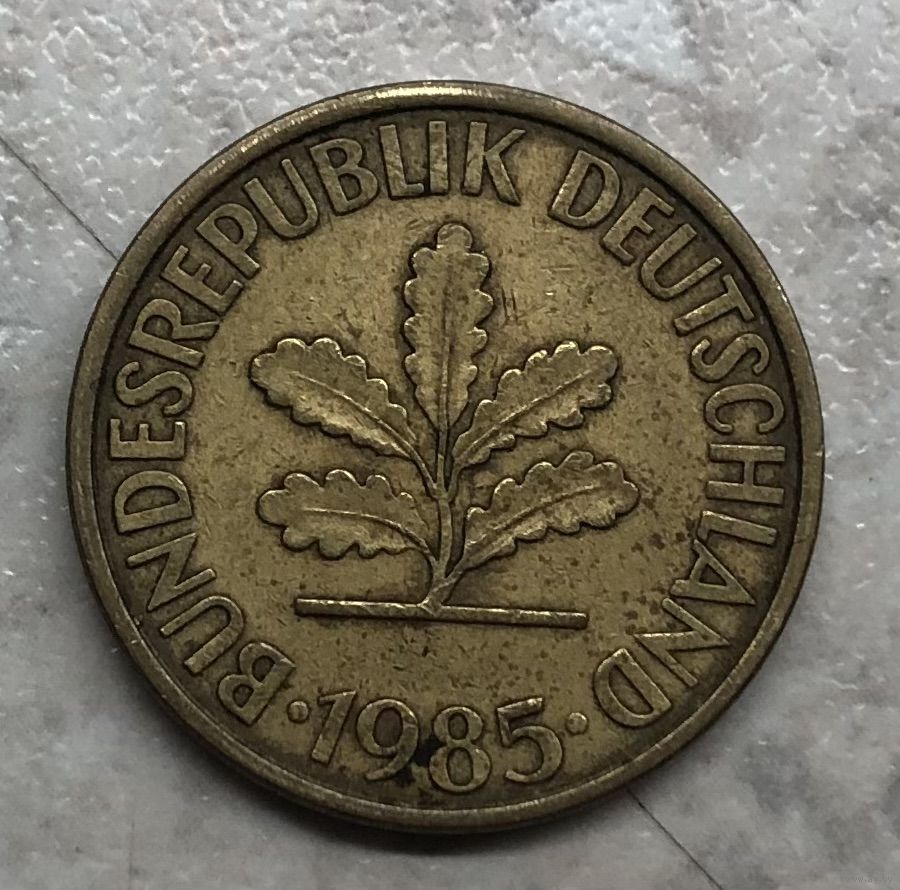 BUNDESREPUBLIK DEUTSCHLAND
· 1985 ·